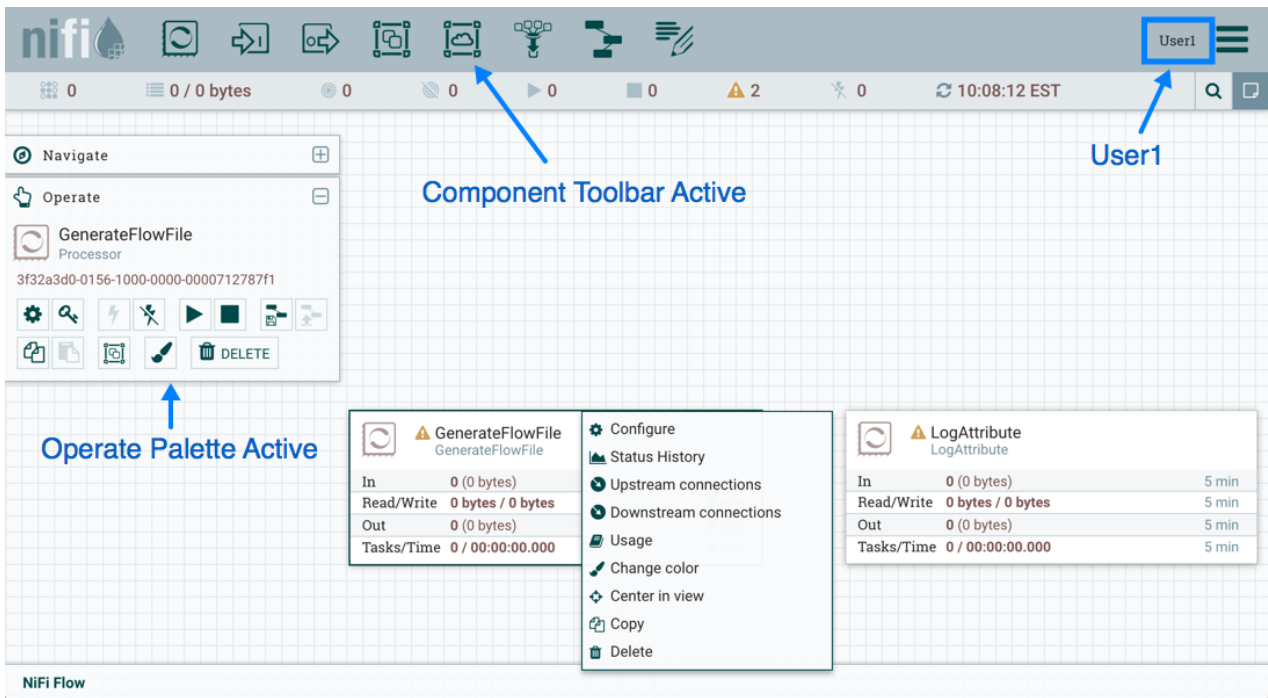 nifi
User1
0
0 / 0 bytes
0
0
0
0
2
0
10:08:12 EST
Navigate
User1
Component Toolbar Active
Operate
GenerateFlowFile
Processor
3f32a3d0-0156-1000-0000-0000712787f1
DELETE
Operate Palette Active
GenerateFlowFile
GenerateFlowFile
In 0 (0 bytes)
Read/Write 0 bytes / 0 bytes
Out 0 (0 bytes)
Tasks/Time 0 / 00:00:00.000
Configure
Status History
Upstream connections
Downstream connections
Usage
Change color
Center in view
Copy
Delete
LogAttribute
LogAttribute
In 0 (0 bytes) 5 min
Read/Write 0 bytes / 0 bytes 5 min
Out 0 (0 bytes) 5 min
Tasks/Time 0 / 00:00:00.000 5 min
NiFi Flow